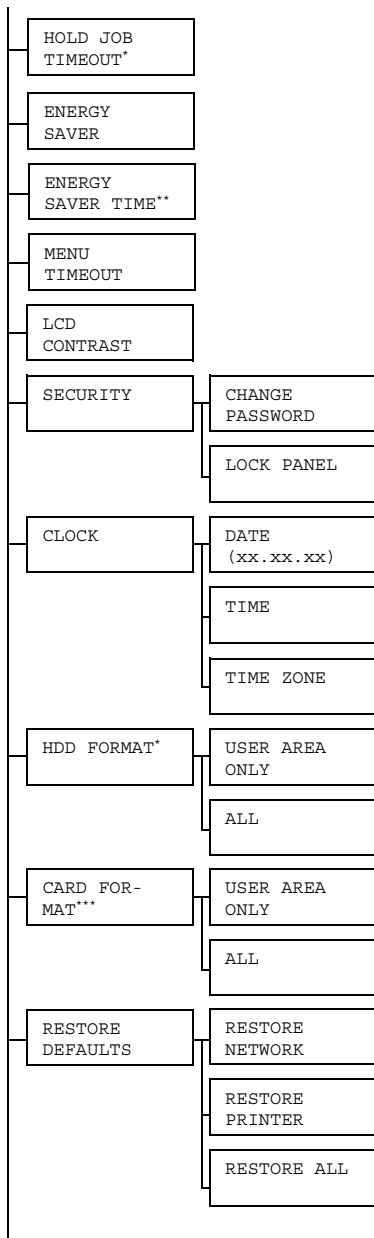 HOLD JOB
TIMEOUT*
ENERGY
SAVER
ENERGY
SAVER TIME**
MENU
TIMEOUT
LCD
CONTRAST
SECURITY
CHANGE
PASSWORD
LOCK PANEL
CLOCK
DATE
(xx.xx.xx)
TIME
TIME ZONE
HDD FORMAT*
USER AREA
ONLY
ALL
CARD FOR-
MAT***
USER AREA
ONLY
ALL
RESTORE
DEFAULTS
RESTORE
NETWORK
RESTORE
PRINTER
RESTORE ALL